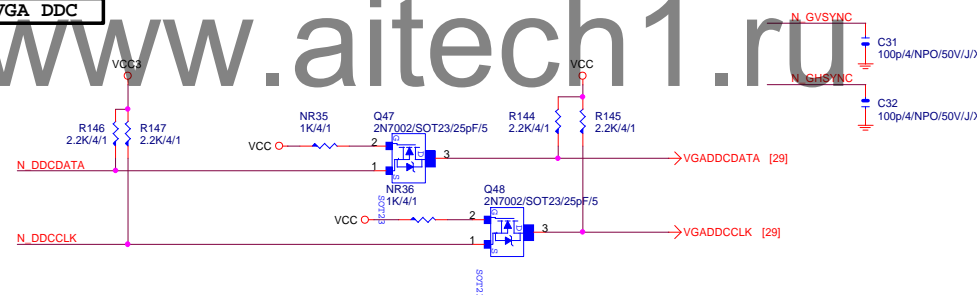 VGA DDC
www.aitech1.ru
N_GVSYNC
C31
100p/4/NPO/50V/J/X
N_GHSYNC
C32
100p/4/NPO/50V/J/X
VCC3
VCC
R146
2.2K/4/1
R147
2.2K/4/1
NR35
1K/4/1
Q47
2N7002/SOT23/25pF/5
R144
2.2K/4/1
R145
2.2K/4/1
VCC
2
G
D
S
1
3
N_DDCDATA
VGADDCDATA [29]
SOT23
NR36
1K/4/1
Q48
2N7002/SOT23/25pF/5
VCC
2
G
D
S
1
3
N_DDCCLK
VGADDCCLK [29]